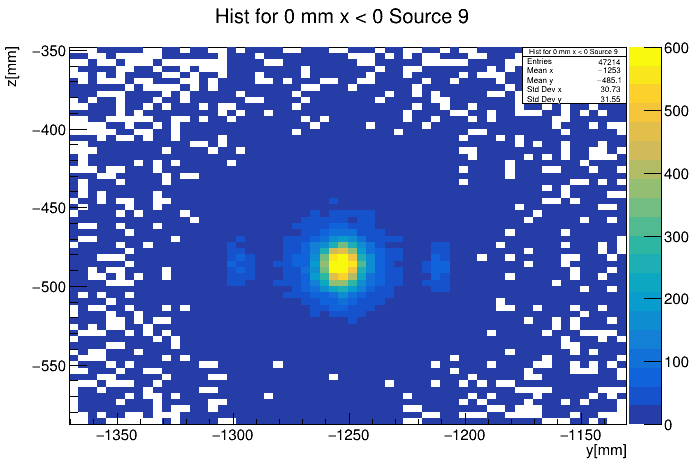 Hist for 0 mm x < 0 Source 9
z[mm]
−350
−400
−450
−500
−550
Hist for 0 mm x < 0 Source 9
Entries 47214
Mean x −1253
Mean y −485.1
Std Dev x 30.73
Std Dev y 31.55
600
500
400
300
200
100
0
−1350 −1300 −1250 −1200 −1150
y[mm]